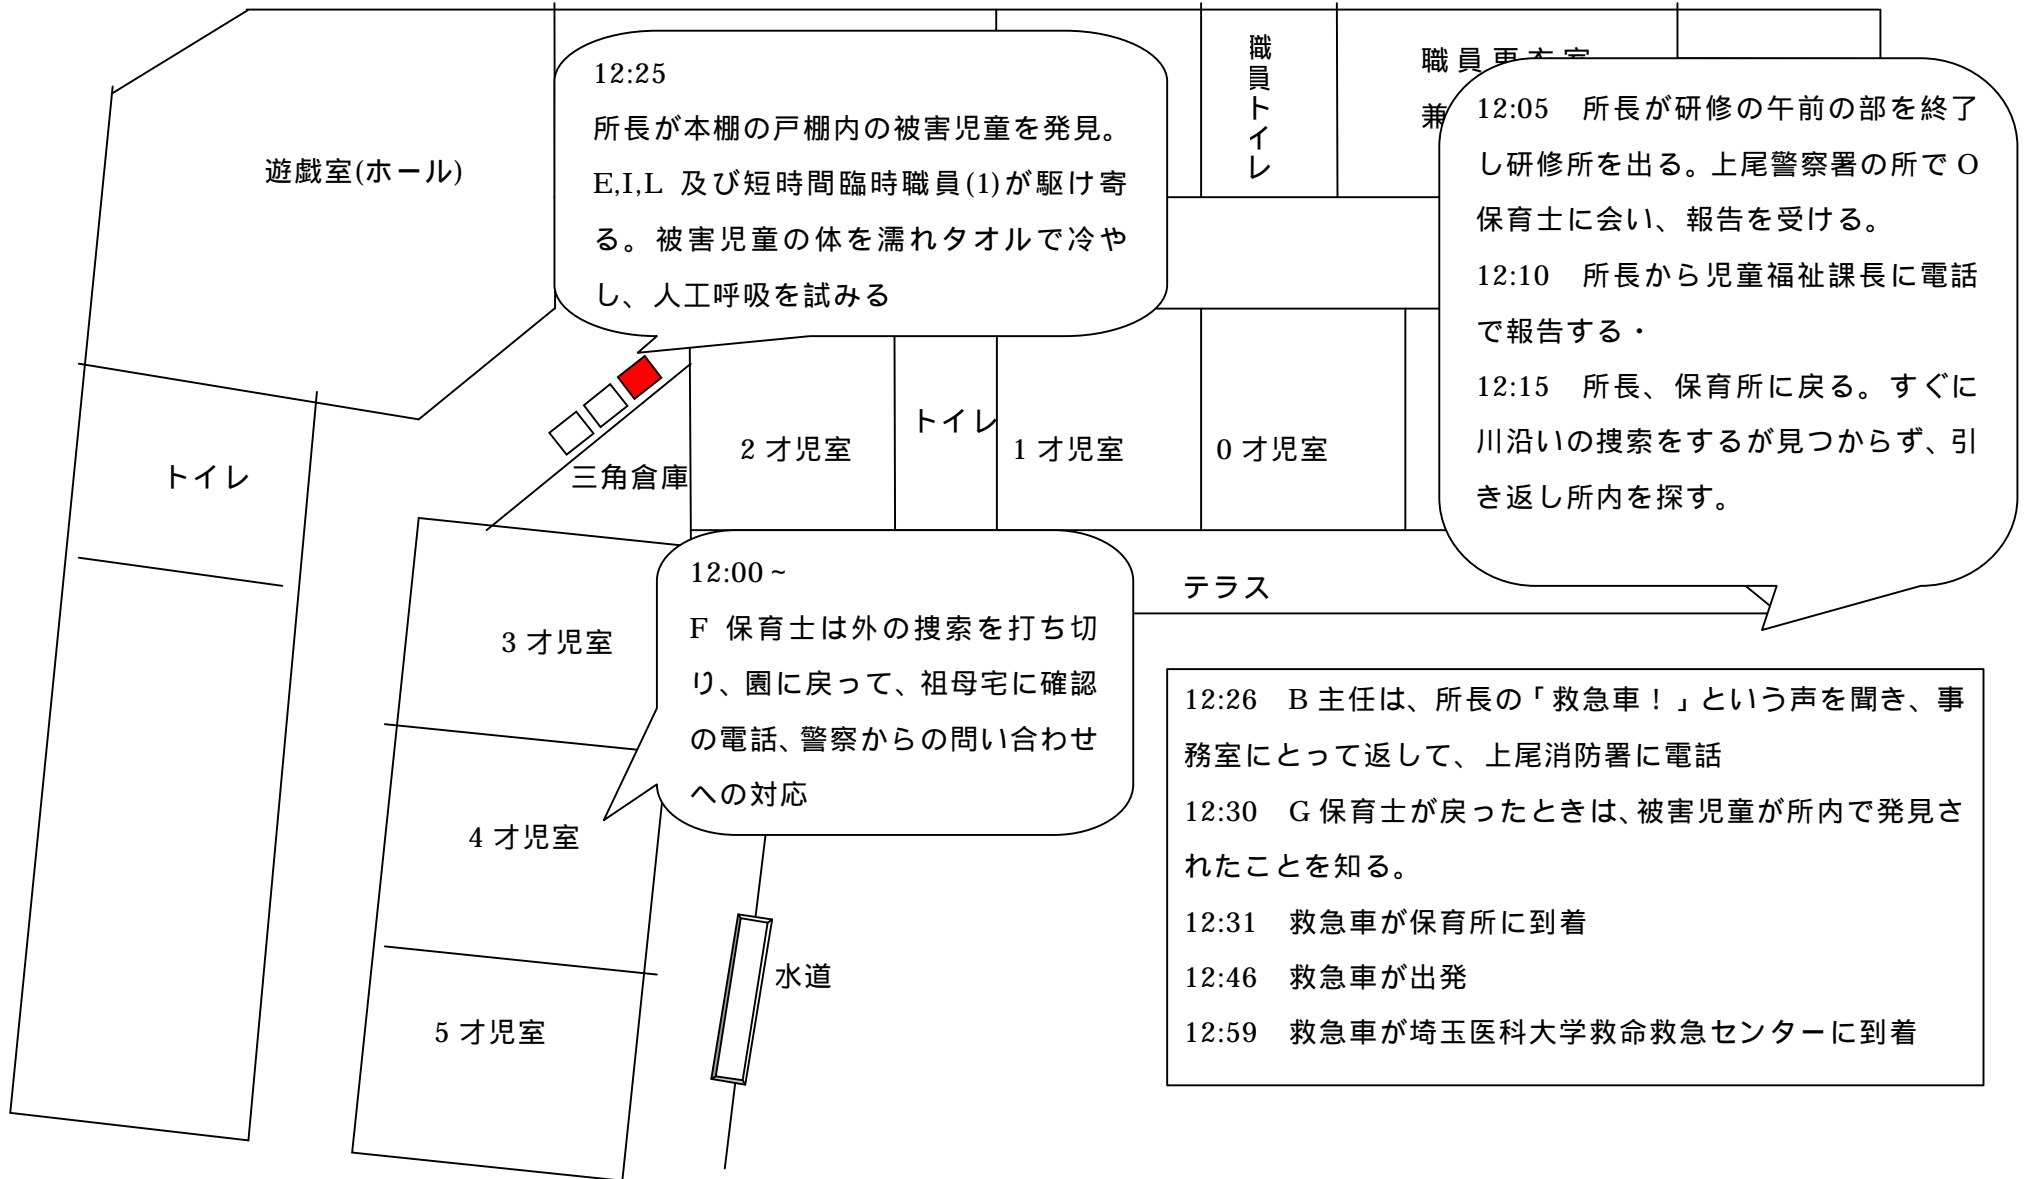 12:25
所長が本棚の戸棚内の被害児童を発見。
E,I,L 及び短時間臨時職員(1)が駆け寄
る。被害児童の体を濡れタオルで冷や
し、人工呼吸を試みる
職員トイレ
職員更衣室
兼
12:05　所長が研修の午前の部を終了
し研修所を出る。上尾警察署の所で O
保育士に会い、報告を受ける。
12:10　所長から児童福祉課長に電話
で報告する・
12:15　所長、保育所に戻る。すぐに
川沿いの捜索をするが見つからず、引
き返し所内を探す。
遊戯室(ホール)
トイレ
三角倉庫
2 才児室
トイレ
1 才児室
0 才児室
テラス
12:00 ~
F 保育士は外の捜索を打ち切
り、園に戻って、祖母宅に確認
の電話、警察からの問い合わせ
への対応
3 才児室
4 才児室
5 才児室
水道
12:26　B 主任は、所長の「救急車！」という声を聞き、事
務室にとって返して、上尾消防署に電話
12:30　G 保育士が戻ったときは、被害児童が所内で発見さ
れたことを知る。
12:31　救急車が保育所に到着
12:46　救急車が出発
12:59　救急車が埼玉医科大学救命救急センターに到着